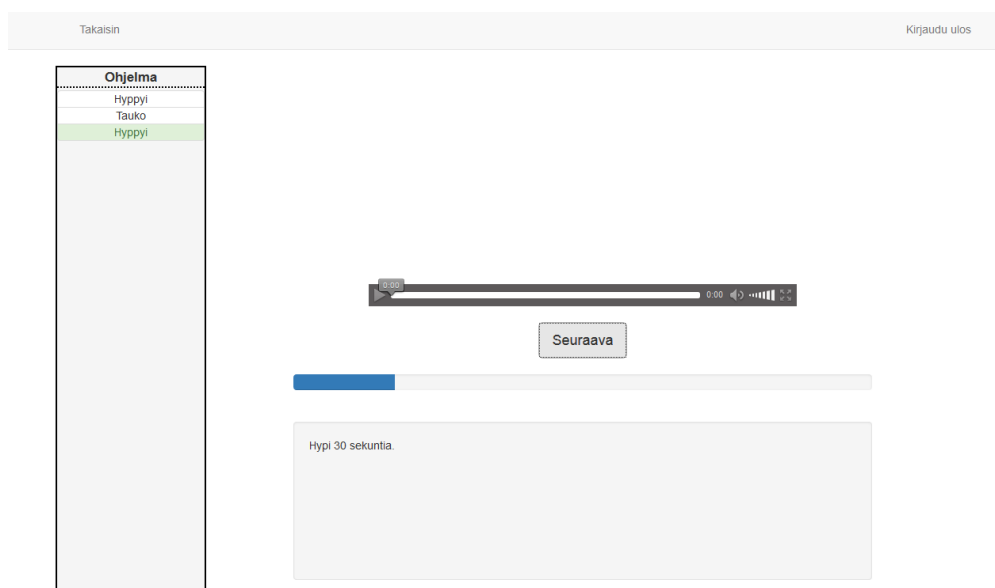 Takaisin
Kirjaudu ulos
Ohjelma
Hyppyi
Tauko
Hyppyi
0:00
0:00
Seuraava
Hypi 30 sekuntia.